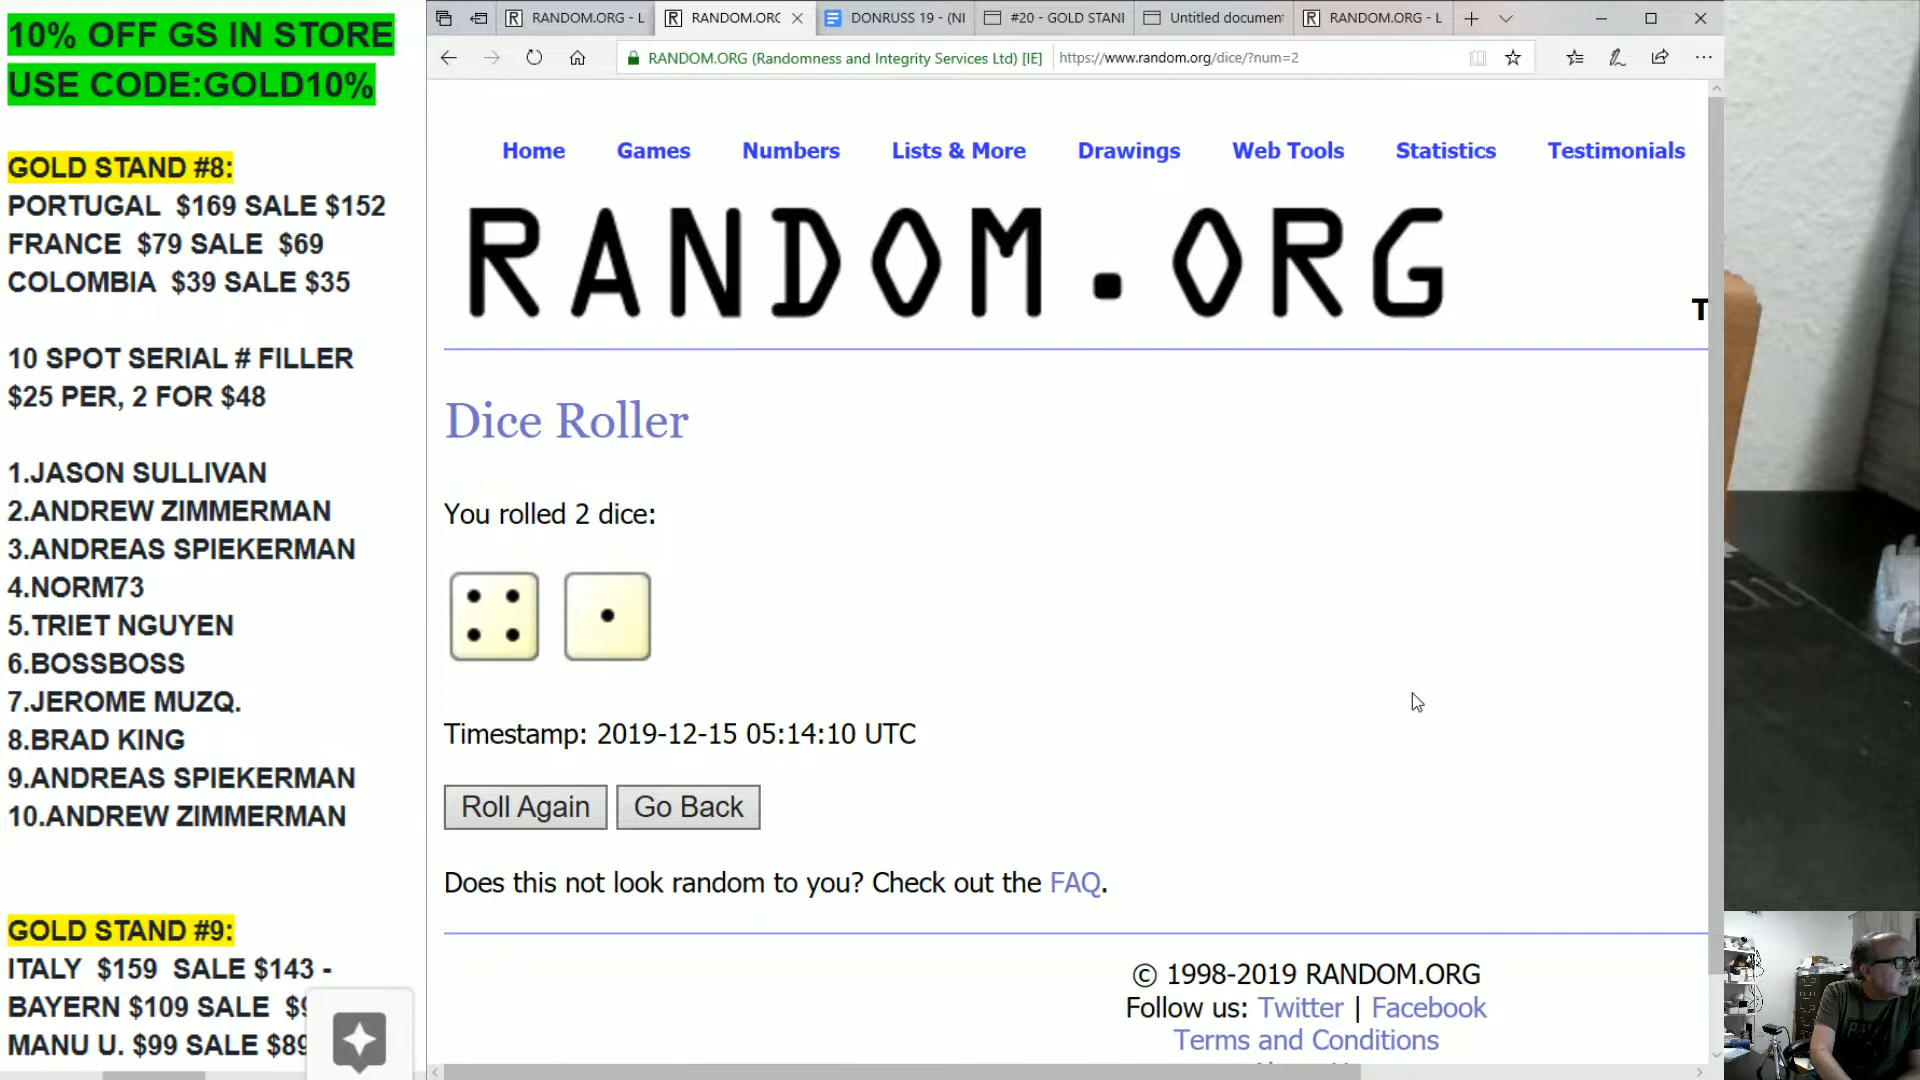 10% OFF GS IN STORE
USE CODE:GOLD10%
GOLD STAND #8:
PORTUGAL $169 SALE $152
FRANCE $79 SALE $69
COLOMBIA $39 SALE $35
10 SPOT SERIAL # FILLER
$25 PER, 2 FOR $48
1.JASON SULLIVAN
2.ANDREW ZIMMERMAN
3.ANDREAS SPIEKERMAN
4.NORM73
5.TRIET NGUYEN
6.BOSSBOSS
7.JEROME MUZQ.
8.BRAD KING
9.ANDREAS SPIEKERMAN
10.ANDREW ZIMMERMAN
GOLD STAND #9:
ITALY $159 SALE $143 -
BAYERN $109 SALE
MANU U. $99 SALE $89
RANDOM.ORG - L
RANDOM.ORG
DONRUSS 19 - (NI
#20 - GOLD STANI
Untitled document
RANDOM.ORG - L
RANDOM.ORG (Randomness and Integrity Services Ltd) [IE]
https://www.random.org/dice/?num=2
Home Games Numbers Lists & More Drawings Web Tools Statistics Testimonials
RANDOM.ORG
T
Dice Roller
You rolled 2 dice:
Timestamp: 2019-12-15 05:14:10 UTC
Roll Again Go Back
Does this not look random to you? Check out the FAQ.
© 1998-2019 RANDOM.ORG
Follow us: Twitter | Facebook
Terms and Conditions